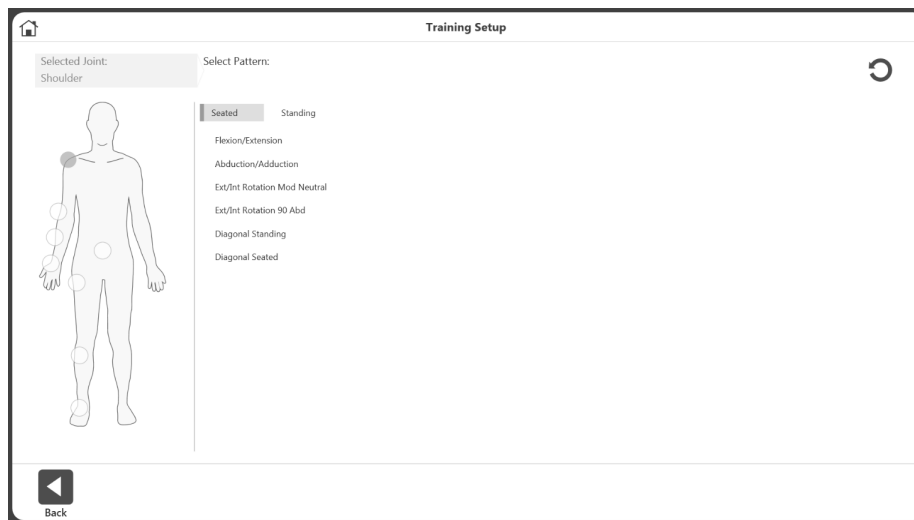 Training Setup
Selected Joint:
Shoulder
Select Pattern:
Seated
Standing
Flexion/Extension
Abduction/Adduction
Ext/Int Rotation Mod Neutral
Ext/Int Rotation 90 Abd
Diagonal Standing
Diagonal Seated
Back